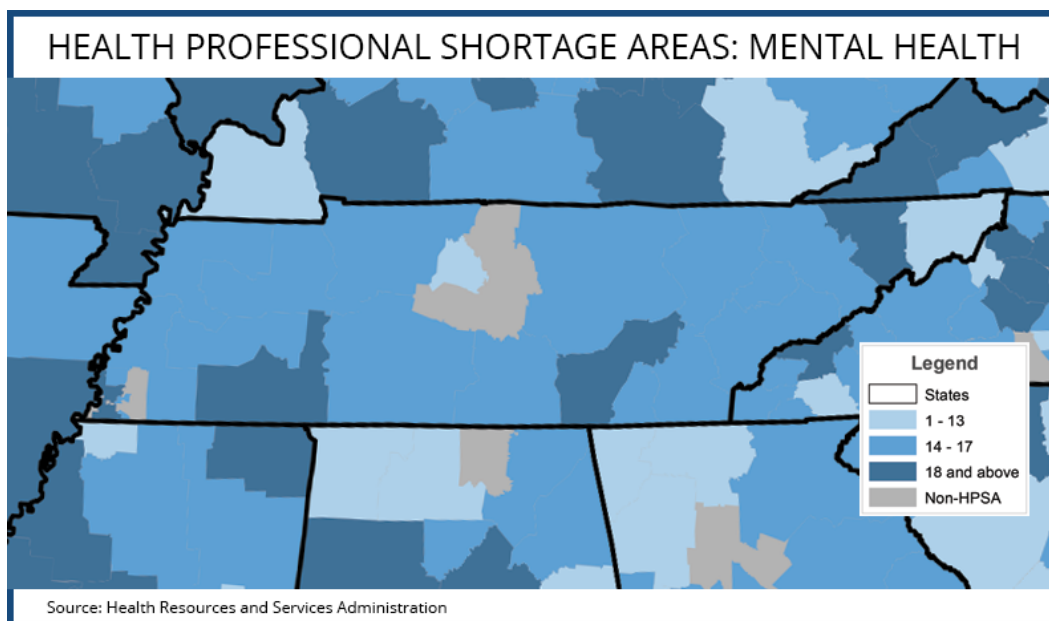 HEALTH PROFESSIONAL SHORTAGE AREAS: MENTAL HEALTH
Legend
States
1 - 13
14 - 17
18 and above
Non-HPSA
Source: Health Resources and Services Administration